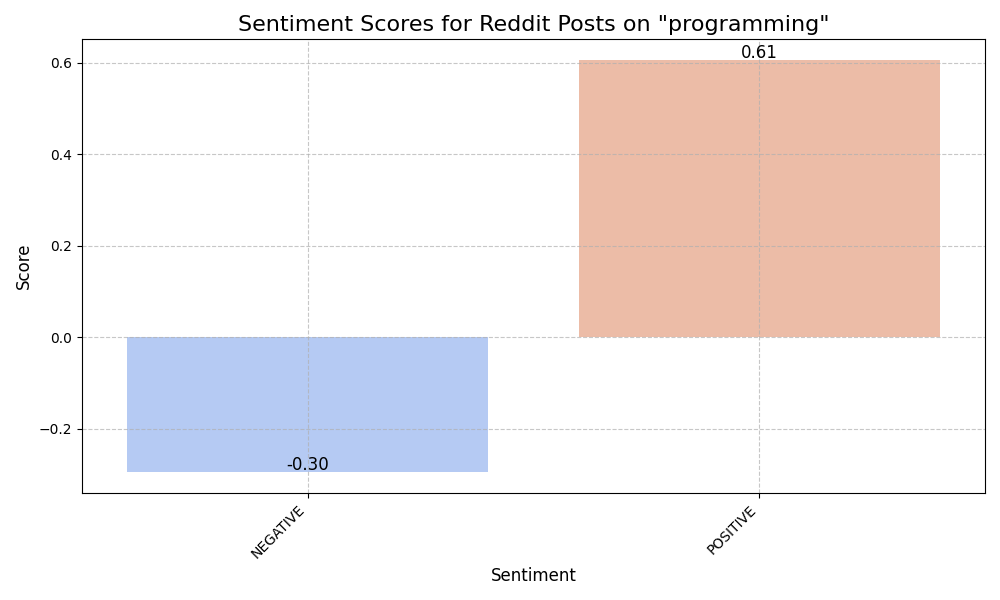 Sentiment Scores for Reddit Posts on "programming"
0.61
0.6
0.4
0.2
0.0
−0.2
-0.30
Score
NEGATIVE
POSITIVE
Sentiment